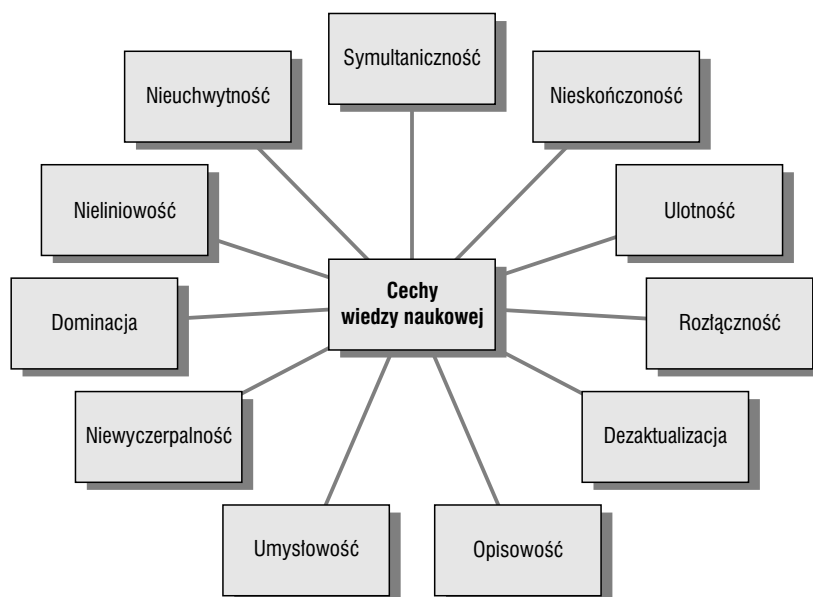 Symultaniczność
Nieuchwytność
Nieskończoność
Nieliniowość
Ulotność
Cechy
wiedzy naukowej
Dominacja
Rozłączność
Niewyczerpalność
Dezaktualizacja
Umysłowość
Opisowość